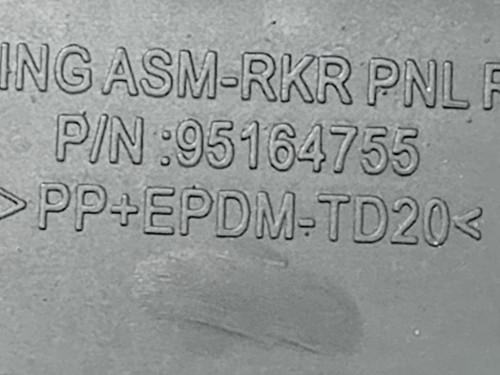 ING ASM-RKR PNL F
P/N :95164755
>PP+EPDM-TD20<